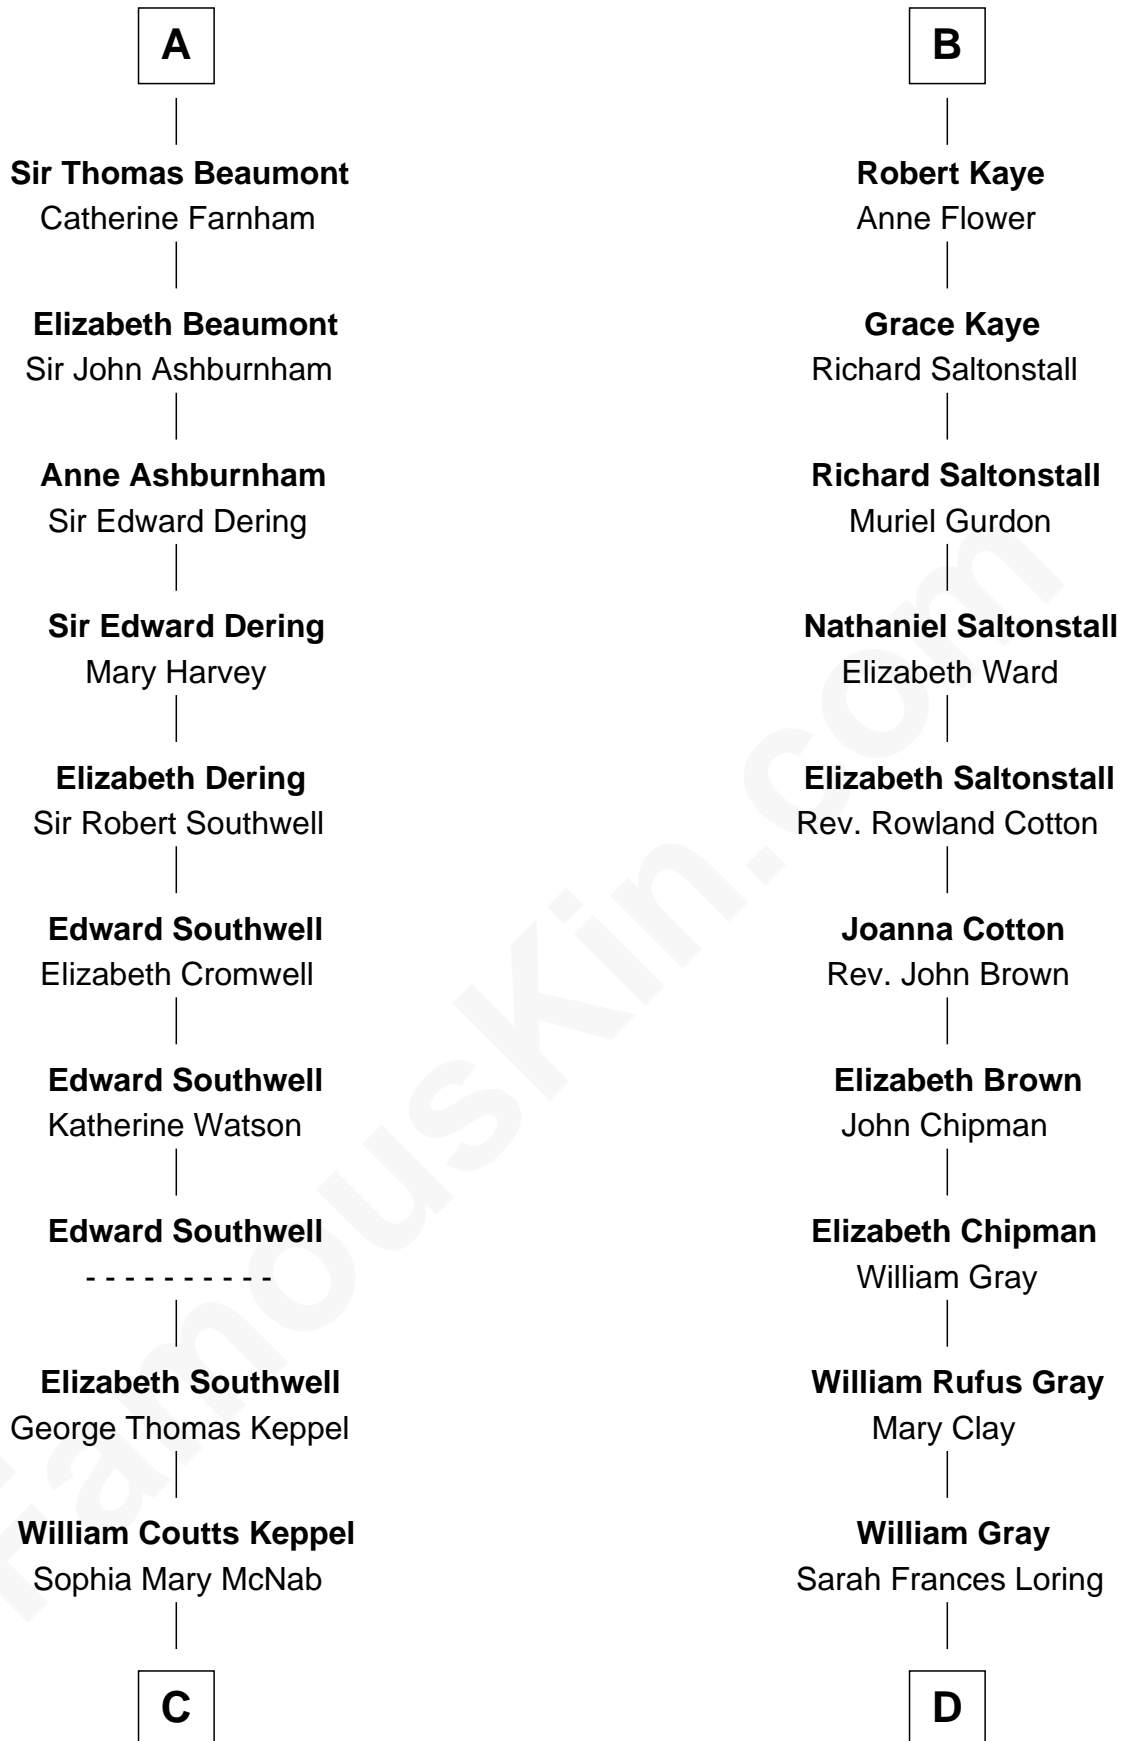 A
Sir Thomas Beaumont
Catherine Farnham
Elizabeth Beaumont
Sir John Ashburnham
Anne Ashburnham
Sir Edward Dering
Sir Edward Dering
Mary Harvey
Elizabeth Dering
Sir Robert Southwell
Edward Southwell
Elizabeth Cromwell
Edward Southwell
Katherine Watson
Edward Southwell
- - - - - - - - - -
Elizabeth Southwell
George Thomas Keppel
William Coutts Keppel
Sophia Mary McNab
C
B
Robert Kaye
Anne Flower
Grace Kaye
Richard Saltonstall
Richard Saltonstall
Muriel Gurdon
Nathaniel Saltonstall
Elizabeth Ward
Elizabeth Saltonstall
Rev. Rowland Cotton
Joanna Cotton
Rev. John Brown
Elizabeth Brown
John Chipman
Elizabeth Chipman
William Gray
William Rufus Gray
Mary Clay
William Gray
Sarah Frances Loring
D
FamousKin.com